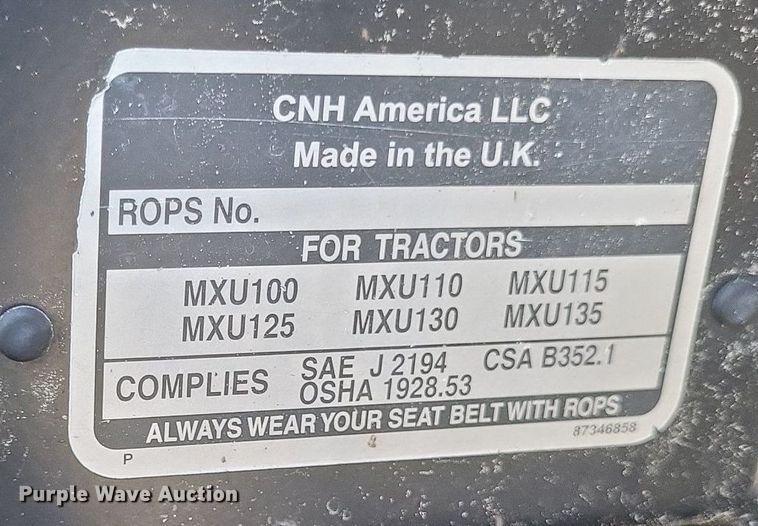 CNH America LLC
Made in the U.K.
ROPS No.
FOR TRACTORS
MXU100 MXU110 MXU115
MXU125 MXU130 MXU135
COMPLIES SAE J 2194 CSA B352.1
OSHA 1928.53
ALWAYS WEAR YOUR SEAT BELT WITH ROPS
P 87346858
Purple Wave Auction